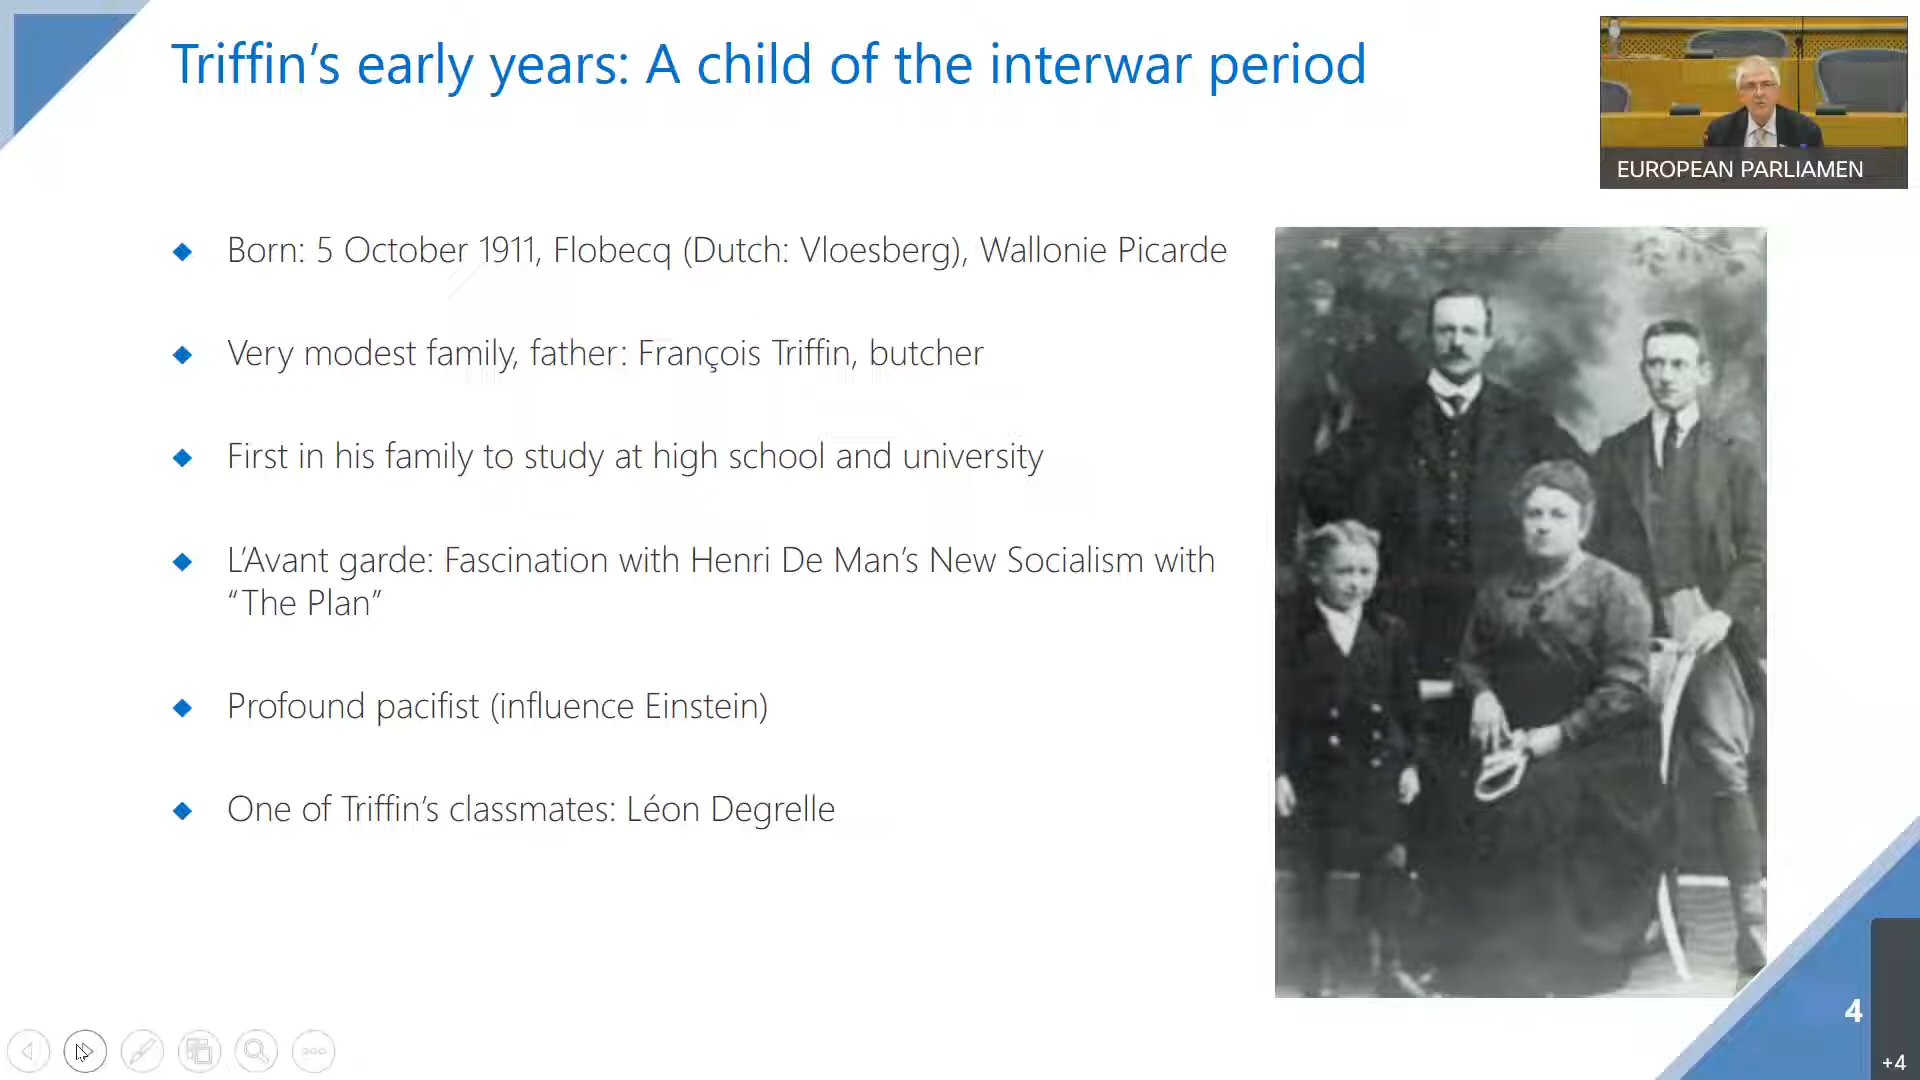 Triffin’s early years: A child of the interwar period
EUROPEAN PARLIAMEN
Born: 5 October 1911, Flobecq (Dutch: Vloesberg), Wallonie Picarde
Very modest family, father: François Triffin, butcher
First in his family to study at high school and university
L’Avant garde: Fascination with Henri De Man’s New Socialism with
“The Plan”
Profound pacifist (influence Einstein)
One of Triffin’s classmates: Léon Degrelle
4
+4